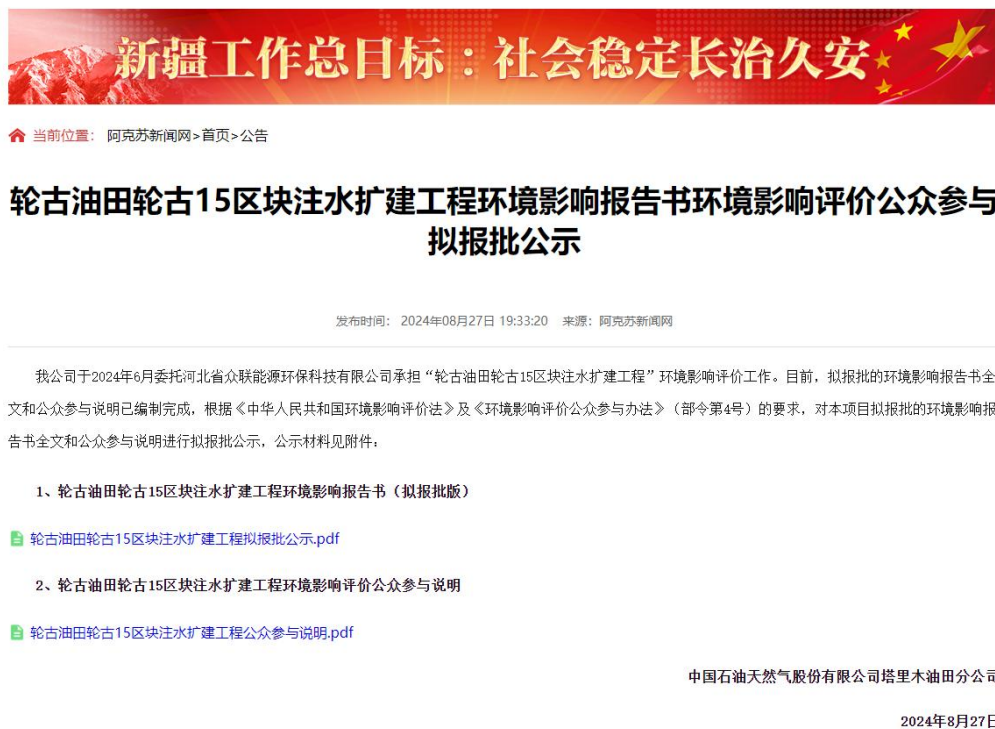 新疆工作总目标：社会稳定长治久安
当前位置： 阿克苏新闻网>首页>公告
轮古油田轮古15区块注水扩建工程环境影响报告书环境影响评价公众参与
拟报批公示
发布时间： 2024年08月27日 19:33:20 来源：阿克苏新闻网
我公司于2024年6月委托河北省众联能源环保科技有限公司承担“轮古油田轮古15区块注水扩建工程”环境影响评价工作。目前，拟报批的环境影响报告书全
文和公众参与说明已编制完成，根据《中华人民共和国环境影响评价法》及《环境影响评价公众参与办法》（部令第4号）的要求，对本项目拟报批的环境影响报
告书全文和公众参与说明进行拟报批公示，公示材料见附件：
1、轮古油田轮古15区块注水扩建工程环境影响报告书（拟报批版）
轮古油田轮古15区块注水扩建工程拟报批公示.pdf
2、轮古油田轮古15区块注水扩建工程环境影响评价公众参与说明
轮古油田轮古15区块注水扩建工程公众参与说明.pdf
中国石油天然气股份有限公司塔里木油田分公司
2024年8月27日